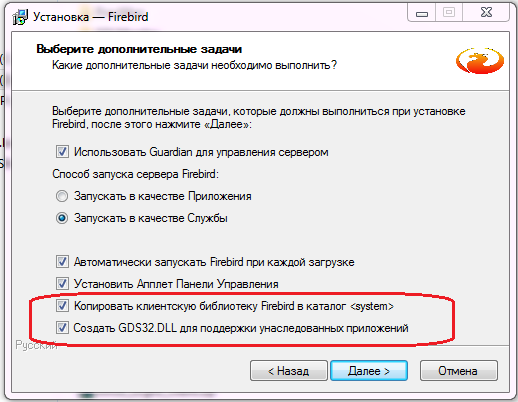 Установка — Firebird
Выберите дополнительные задачи
Какие дополнительные задачи необходимо выполнить?
Выберите дополнительные задачи, которые должны выполниться при установке
Firebird, после этого нажмите «Далее»:
Использовать Guardian для управления сервером
Способ запуска сервера Firebird:
Запускать в качестве Приложения
Запускать в качестве Службы
Автоматически запускать Firebird при каждой загрузке
Установить Апплет Панели Управления
Копировать клиентскую библиотеку Firebird в каталог <system>
Создать GDS32.DLL для поддержки унаследованных приложений
Русский
< Назад
Далее >
Отмена